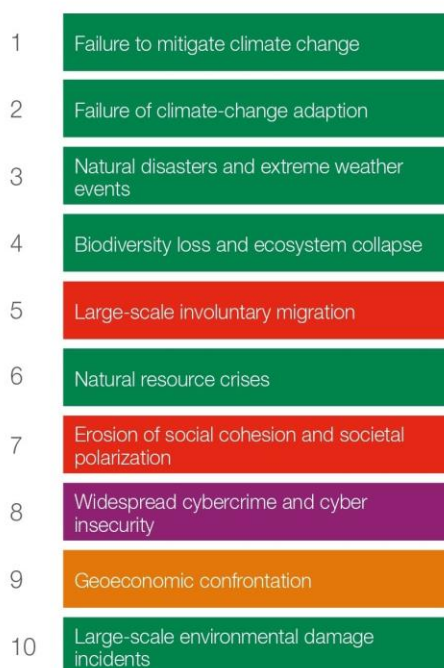 1 Failure to mitigate climate change
2 Failure of climate-change adaption
3 Natural disasters and extreme weather
events
4 Biodiversity loss and ecosystem collapse
5 Large-scale involuntary migration
6 Natural resource crises
7 Erosion of social cohesion and societal
polarization
8 Widespread cybercrime and cyber
insecurity
9 Geoeconomic confrontation
10 Large-scale environmental damage
incidents